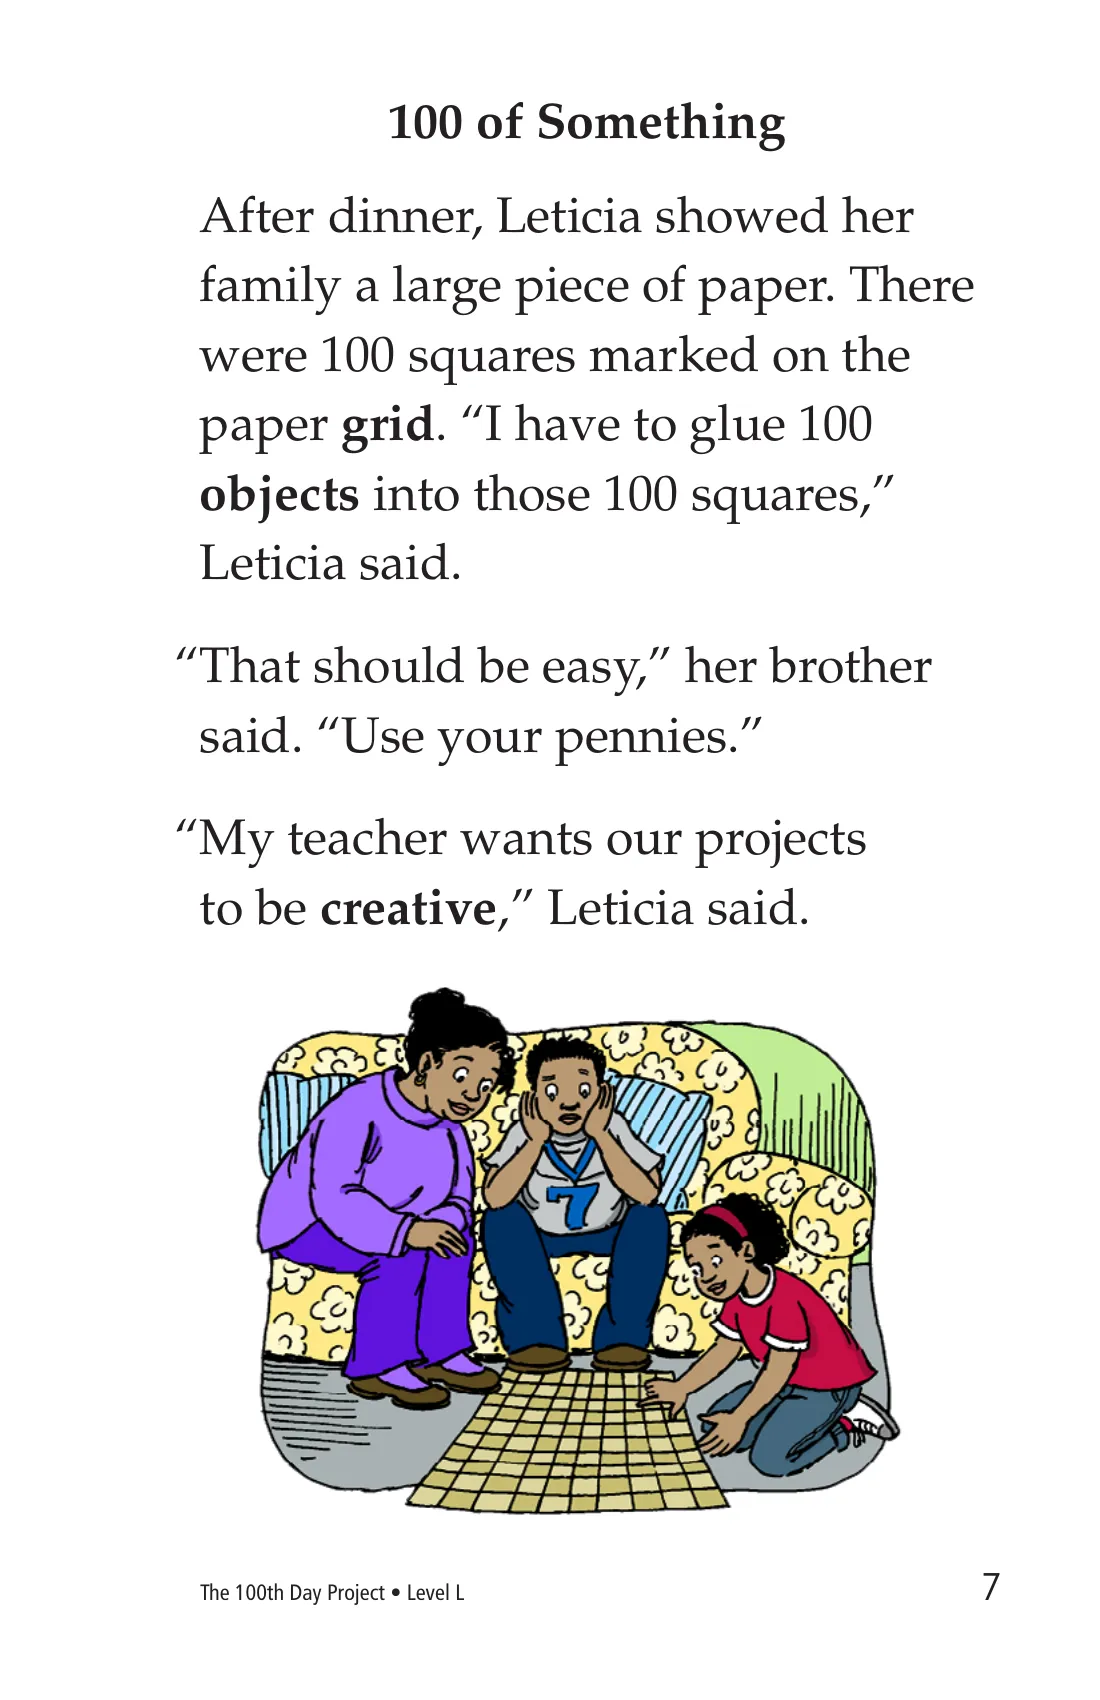 100 of Something
After dinner, Leticia showed her
family a large piece of paper. There
were 100 squares marked on the
paper grid. “I have to glue 100
objects into those 100 squares,”
Leticia said.
“That should be easy,” her brother
said. “Use your pennies.”
“My teacher wants our projects
to be creative,” Leticia said.
7
The 100th Day Project • Level L
7